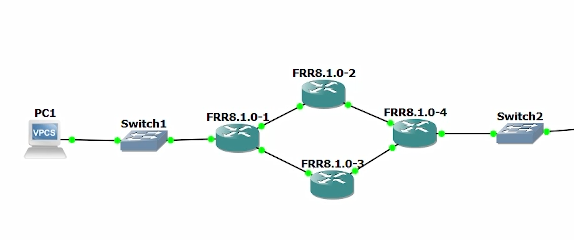 FRR8.1.0-2
PC1
VPCS
Switch1
FRR8.1.0-1
FRR8.1.0-4
Switch2
FRR8.1.0-3